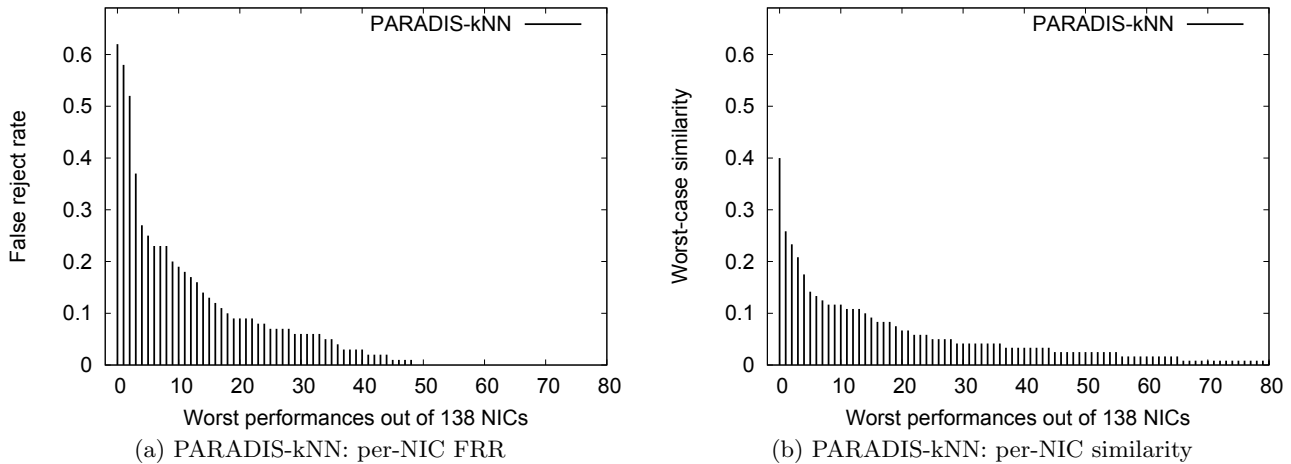 PARADIS-kNN
False reject rate
0.6
0.5
0.4
0.3
0.2
0.1
0
0 10 20 30 40 50 60 70 80
Worst performances out of 138 NICs
(a) PARADIS-kNN: per-NIC FRR
PARADIS-kNN
Worst-case similarity
0.6
0.5
0.4
0.3
0.2
0.1
0
0 10 20 30 40 50 60 70 80
Worst performances out of 138 NICs
(b) PARADIS-kNN: per-NIC similarity